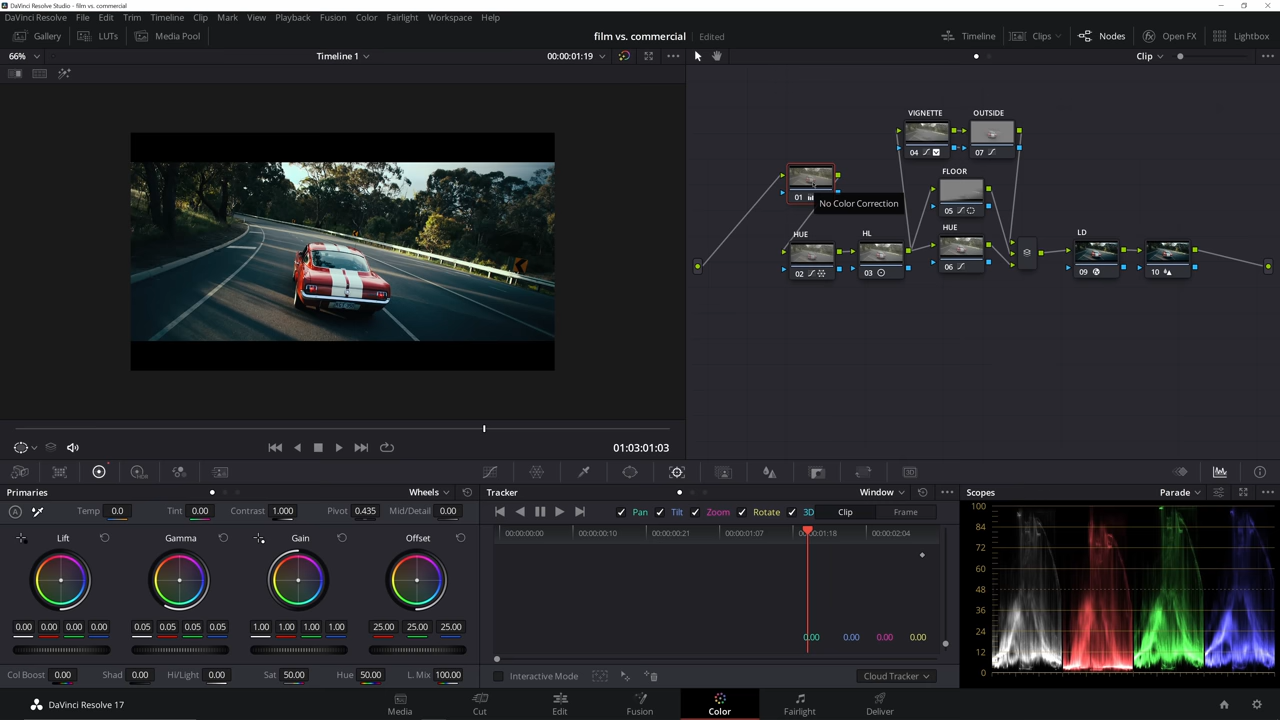 DaVinci Resolve Studio - film vs. commercial
DaVinci Resolve File Edit Trim Timeline Clip Mark View Playback Fusion Color Fairlight Workspace Help
Gallery LUTs Media Pool film vs. commercial Edited Timeline Clips Nodes Open FX Lightbox
66% Timeline 1 00:00:01:19 Clip
VIGNETTE OUTSIDE
04 07
FLOOR
01
No Color Correction
05
HUE HL HUE LD
02 03 06 09 10
01:03:01:03
Primaries Wheels Tracker Window Scopes Parade
Temp 0.0 Tint 0.00 Contrast 1.000 Pivot 0.435 Mid/Detail 0.00
Pan Tilt Zoom Rotate 3D Clip Frame
Lift Gamma Gain Offset
00:00:00:00 00:00:00:10 00:00:00:21 00:00:01:07 00:00:01:18 00:00:02:04
100
84
72
60
48
36
24
12
0
0.00 0.00 0.00 0.00 0.05 0.05 0.05 0.05 1.00 1.00 1.00 1.00 25.00 25.00 25.00
0.00 0.00 0.00 0.00
Col Boost 0.00 Shad 0.00 Hi/Light 0.00 Sat 50.00 Hue 50.00 L. Mix 100.00
Interactive Mode Cloud Tracker
DaVinci Resolve 17 Media Cut Edit Fusion Color Fairlight Deliver